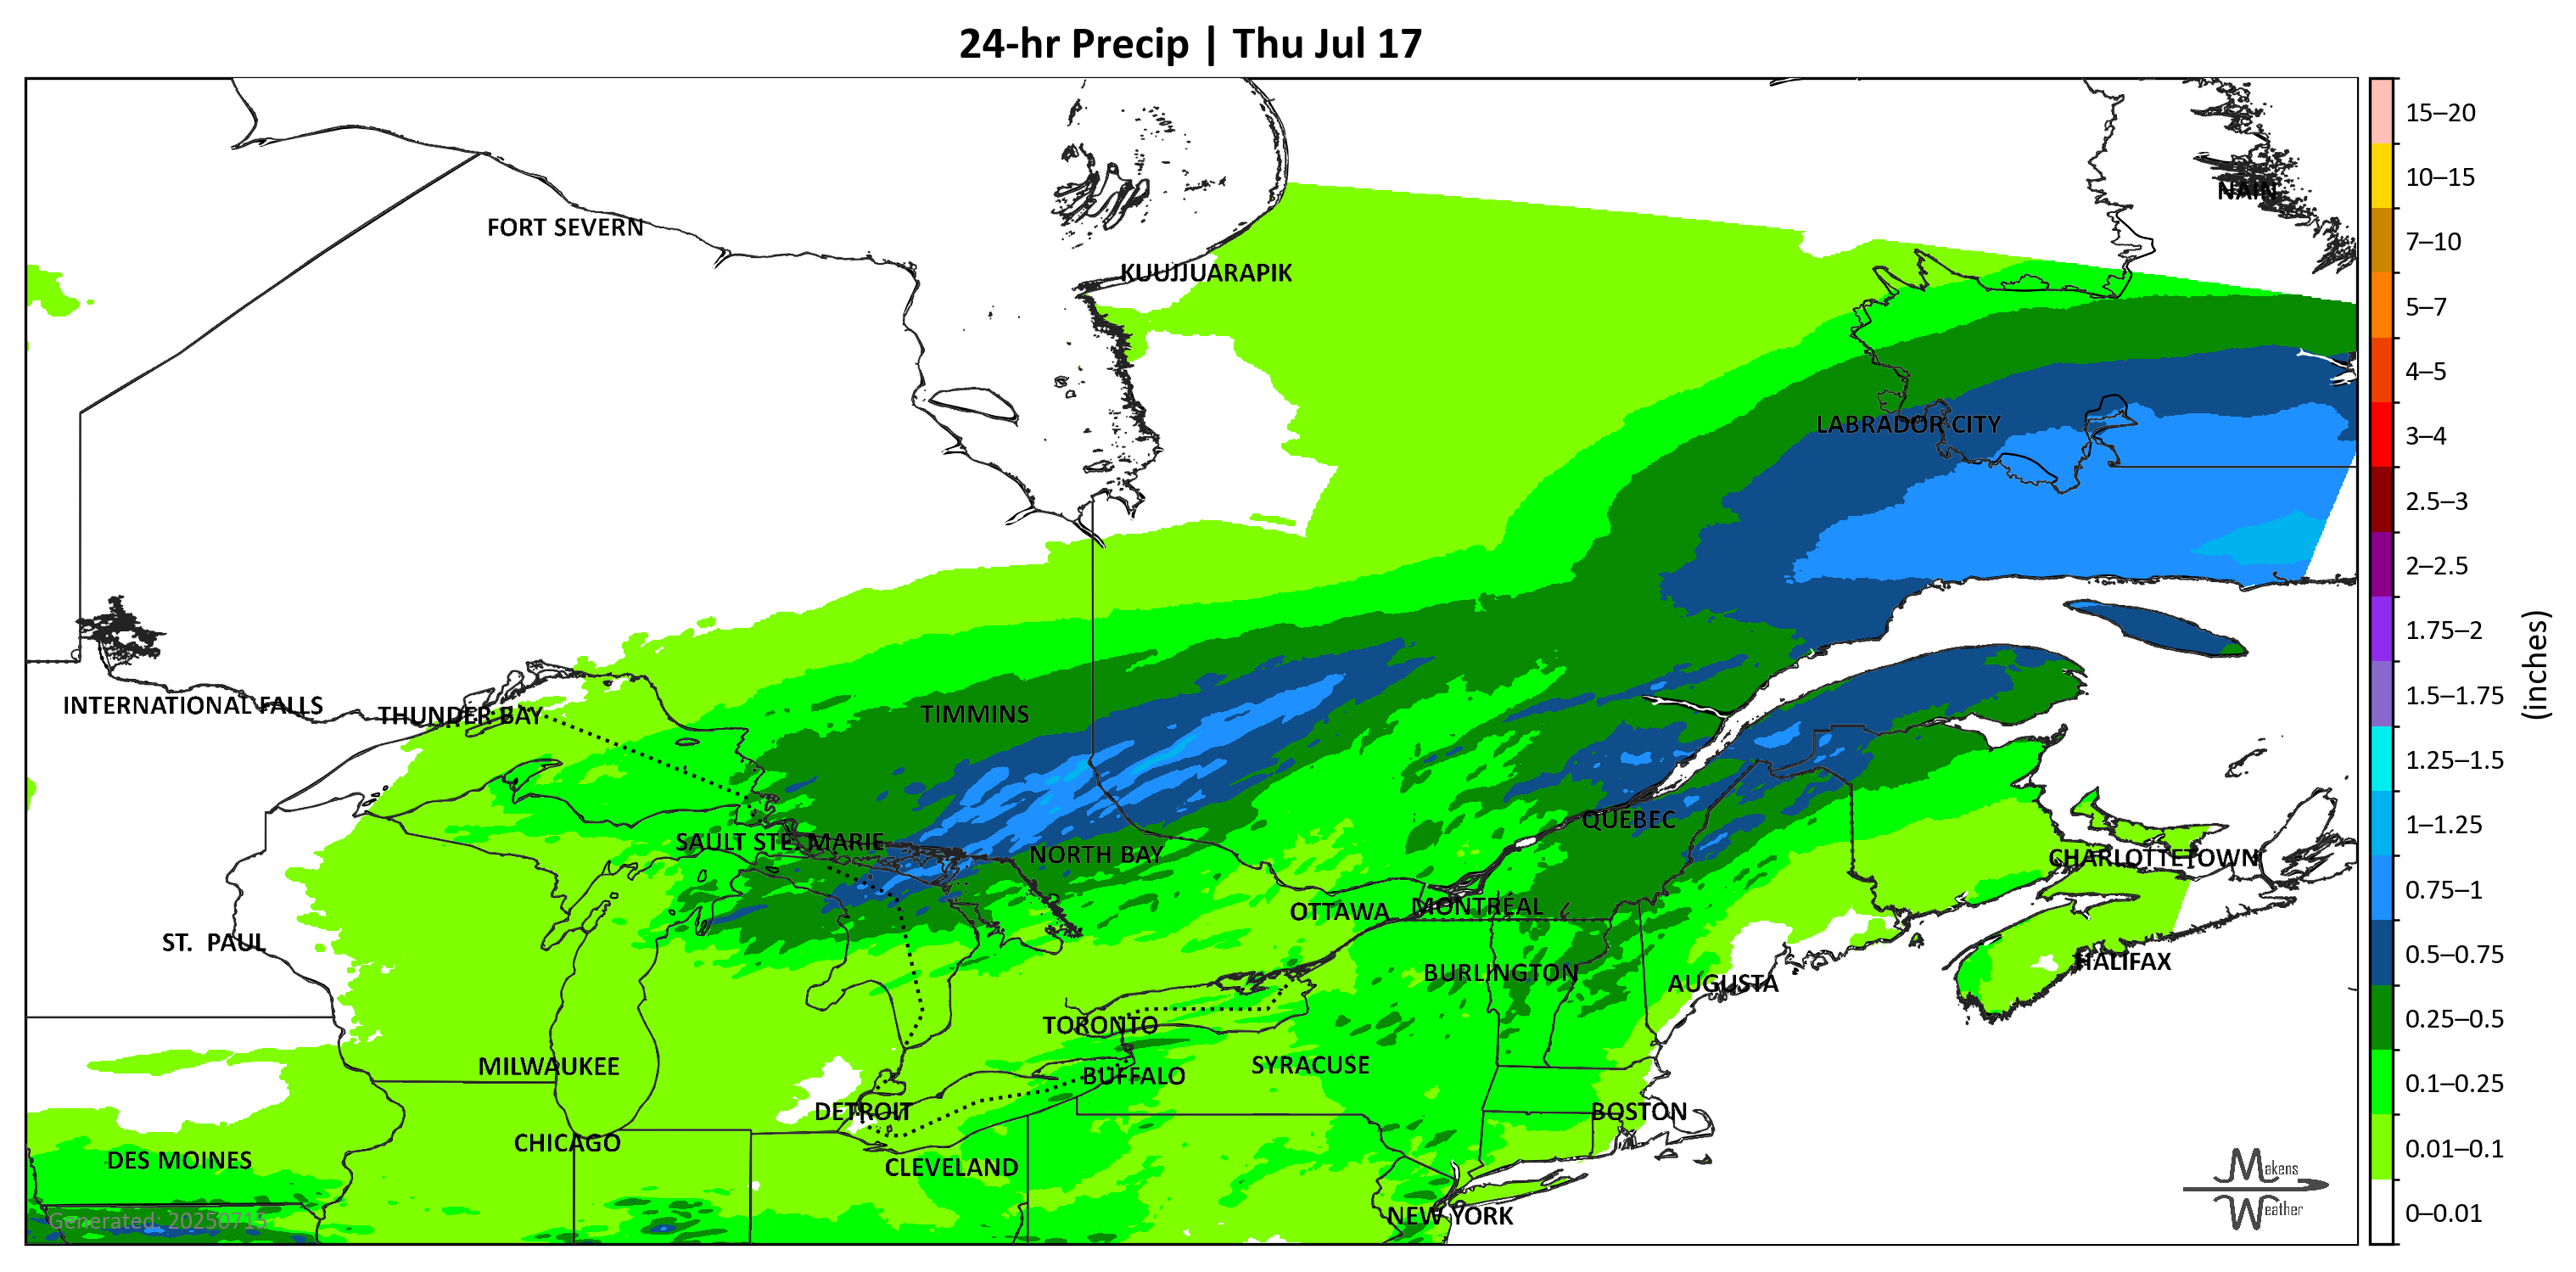 24-hr Precip | Thu Jul 17
NAIN
FORT SEVERN
KUUJJUARAPIK
LABRADOR CITY
INTERNATIONAL FALLS
THUNDER BAY
TIMMINS
QUÉBEC
SAULT STE. MARIE
NORTH BAY
CHARLOTTETOWN
OTTAWA
MONTRÉAL
ST. PAUL
HALIFAX
BURLINGTON
AUGUSTA
TORONTO
MILWAUKEE
SYRACUSE
BUFFALO
DETROIT
BOSTON
CHICAGO
DES MOINES
CLEVELAND
NEW YORK
Generated: 20250715
Makens
Weather
15–20
10–15
7–10
5–7
4–5
3–4
2.5–3
2–2.5
1.75–2
1.5–1.75
1.25–1.5
1–1.25
0.75–1
0.5–0.75
0.25–0.5
0.1–0.25
0.01–0.1
0–0.01
(inches)